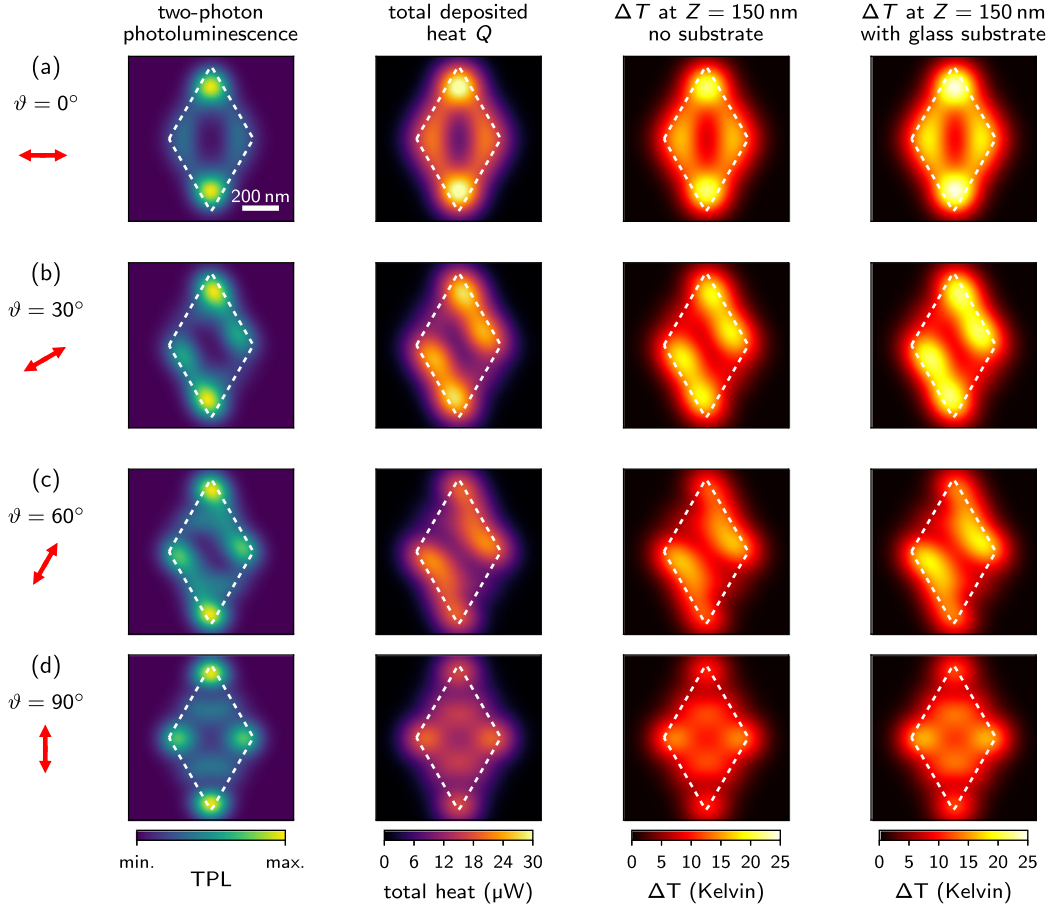 two-photon
photoluminescence
total deposited
heat Q
ΔT at Z = 150 nm
no substrate
ΔT at Z = 150 nm
with glass substrate
(a)
ϑ = 0°
200 nm
(b)
ϑ = 30°
(c)
ϑ = 60°
(d)
ϑ = 90°
min. max.
TPL
0 6 12 18 24 30
total heat (µW)
0 5 10 15 20 25
ΔT (Kelvin)
0 5 10 15 20 25
ΔT (Kelvin)